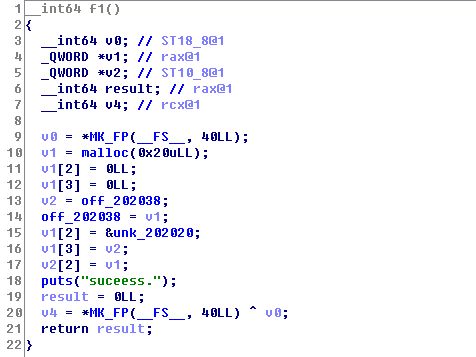 1 __int64 f1()
2 {
3 __int64 v0; // ST18_8@1
4 _QWORD *v1; // rax@1
5 _QWORD *v2; // ST10_8@1
6 __int64 result; // rax@1
7 __int64 v4; // rcx@1
8
9 v0 = *MK_FP(__FS__, 40LL);
10 v1 = malloc(0x20uLL);
11 v1[2] = 0LL;
12 v1[3] = 0LL;
13 v2 = off_202038;
14 off_202038 = v1;
15 v1[2] = &unk_202020;
16 v1[3] = v2;
17 v2[2] = v1;
18 puts("suceess.");
19 result = 0LL;
20 v4 = *MK_FP(__FS__, 40LL) ^ v0;
21 return result;
22 }